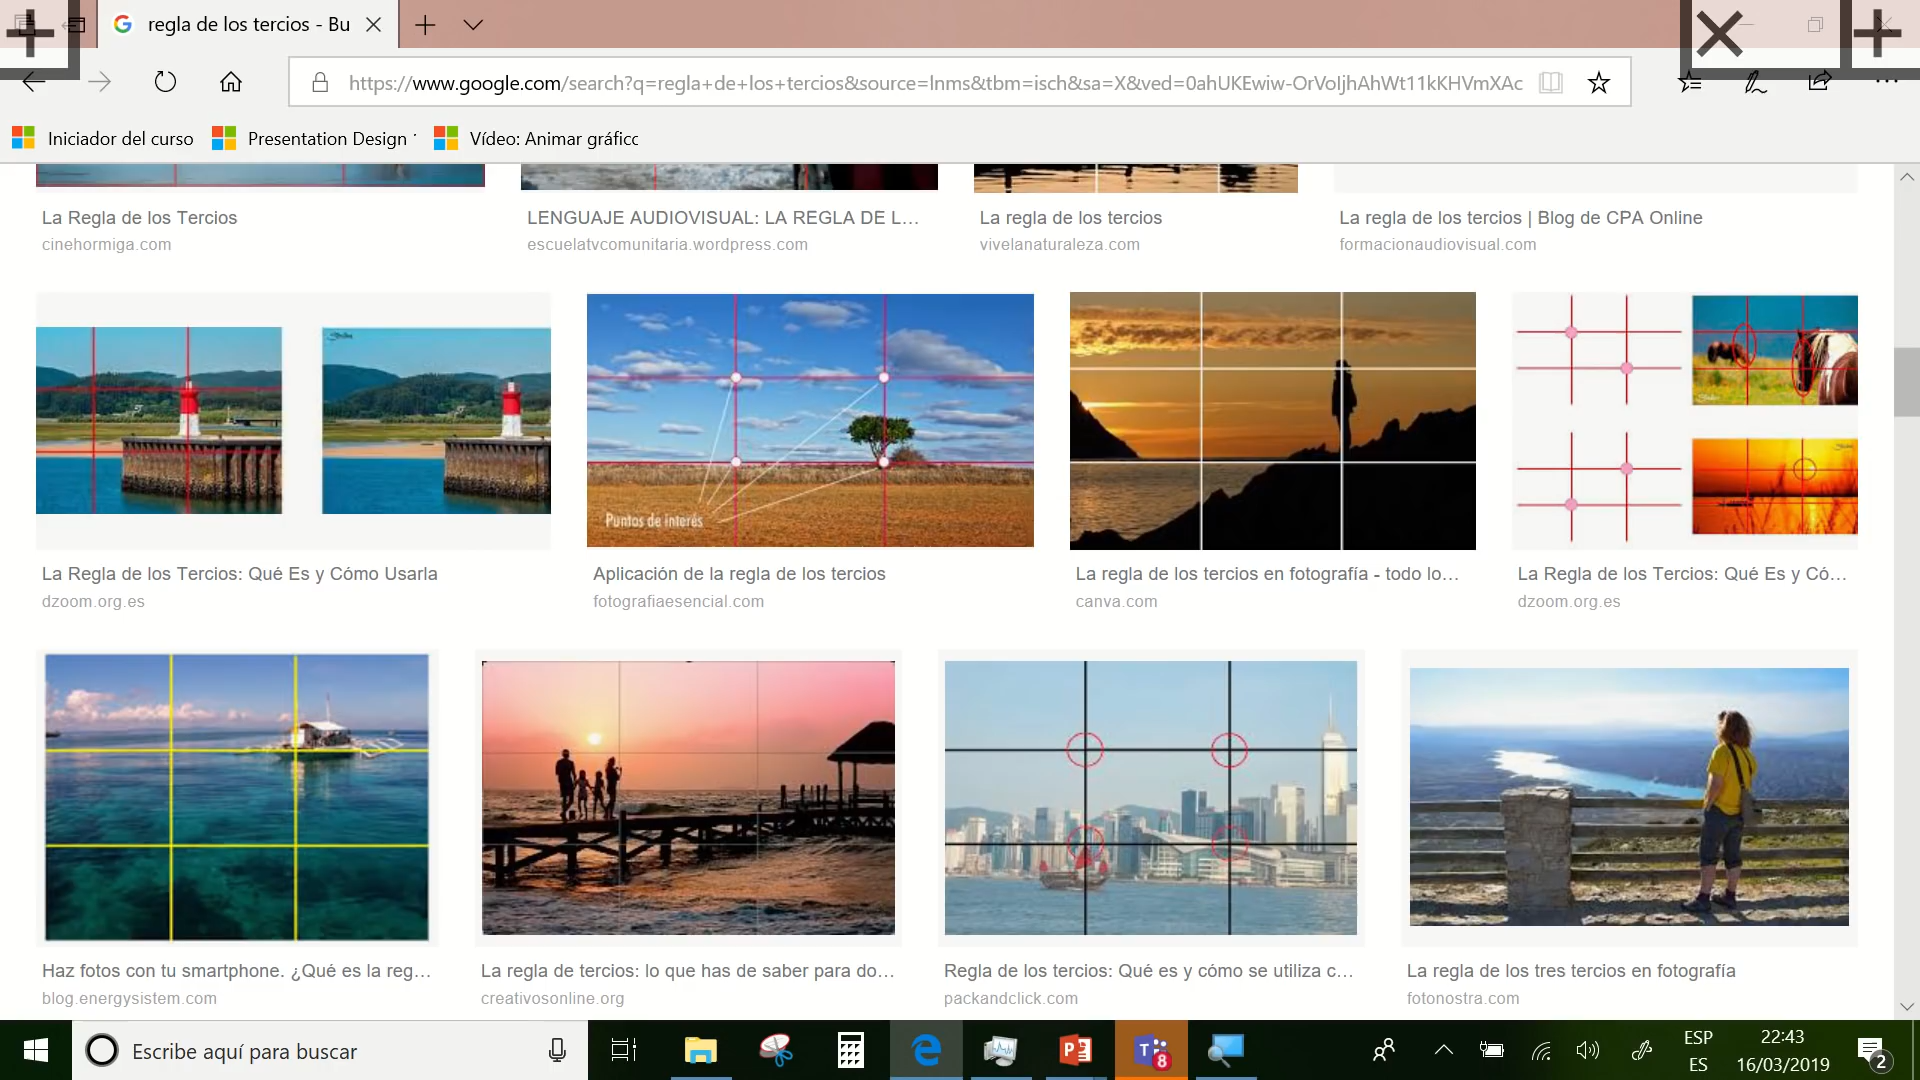 regla de los tercios - Bu
https://www.google.com/search?q=regla+de+los+tercios&source=lnms&tbm=isch&sa=X&ved=0ahUKEwiw-OrVoIjhAhWt11kKHVmXAc
Iniciador del curso
Presentation Design
Vídeo: Animar gráficc
La Regla de los Tercios
cinehormiga.com
LENGUAJE AUDIOVISUAL: LA REGLA DE L...
escuelatvcomunitaria.wordpress.com
La regla de los tercios
vivelanaturaleza.com
La regla de los tercios | Blog de CPA Online
formacionaudiovisual.com
Puntos de interés
La Regla de los Tercios: Qué Es y Cómo Usarla
dzoom.org.es
Aplicación de la regla de los tercios
fotografiaesencial.com
La regla de los tercios en fotografía - todo lo...
canva.com
La Regla de los Tercios: Qué Es y Có...
dzoom.org.es
Haz fotos con tu smartphone. ¿Qué es la reg...
blog.energysistem.com
La regla de tercios: lo que has de saber para do...
creativosonline.org
Regla de los tercios: Qué es y cómo se utiliza c...
packandclick.com
La regla de los tres tercios en fotografía
fotonostra.com
Escribe aquí para buscar
8
ESP
ES
22:43
16/03/2019
2